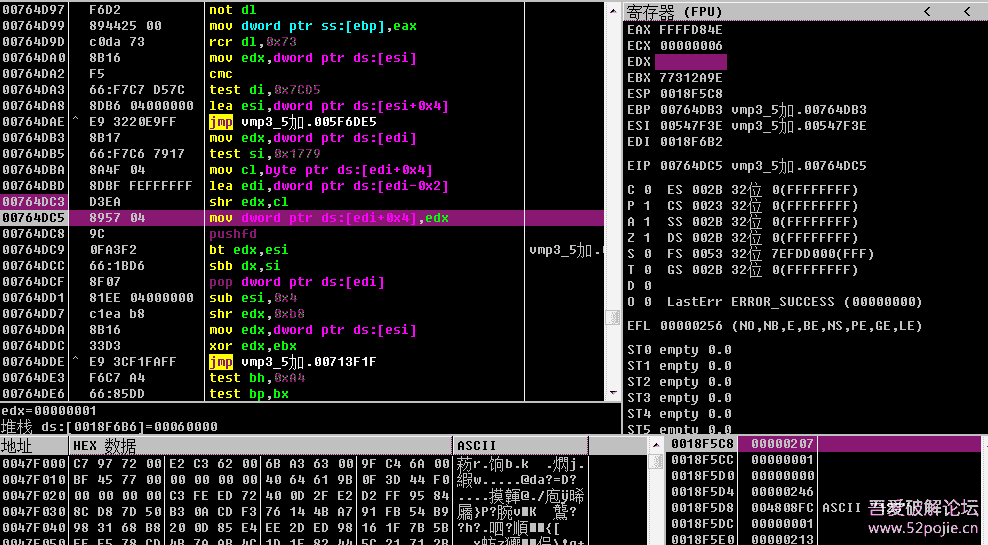 00764D97 F6D2 not dl
00764D99 894425 00 mov dword ptr ss:[ebp],eax
00764D9D c0da 73 rcr dl,0x73
00764DA0 8B16 mov edx,dword ptr ds:[esi]
00764DA2 F5 cmc
00764DA3 66:F7C7 D57C test di,0x7CD5
00764DA8 8DB6 04000000 lea esi,dword ptr ds:[esi+0x4]
00764DAE ^ E9 3220E9FF jmp vmp3_5加.005F6DE5
00764DB3 8B17 mov edx,dword ptr ds:[edi]
00764DB5 66:F7C6 7917 test si,0x1779
00764DBA 8A4F 04 mov cl,byte ptr ds:[edi+0x4]
00764DBD 8DBF FEFFFFFF lea edi,dword ptr ds:[edi-0x2]
00764DC3 D3EA shr edx,cl
00764DC5 8957 04 mov dword ptr ds:[edi+0x4],edx
00764DC8 9C pushfd
00764DC9 0FA3F2 bt edx,esi vmp3_5加.
00764DCC 66:1BD6 sbb dx,si
00764DCF 8F07 pop dword ptr ds:[edi]
00764DD1 81EE 04000000 sub esi,0x4
00764DD7 c1ea b8 shr edx,0xb8
00764DDA 8B16 mov edx,dword ptr ds:[esi]
00764DDC 33D3 xor edx,ebx
00764DDE ^ E9 3CF1FAFF jmp vmp3_5加.00713F1F
00764DE3 F6C7 A4 test bh,0xA4
00764DE6 66:85DD test bp,bx
edx=00000001
堆栈 ds:[0018F6B6]=00060000
寄存器 (FPU) < <
EAX FFFFD84E
ECX 00000006
EDX
EBX 77312A9E
ESP 0018F5C8
EBP 00764DB3 vmp3_5加.00764DB3
ESI 00547F3E vmp3_5加.00547F3E
EDI 0018F6B2
EIP 00764DC5 vmp3_5加.00764DC5
C 0 ES 002B 32位 0(FFFFFFFF)
P 1 CS 0023 32位 0(FFFFFFFF)
A 1 SS 002B 32位 0(FFFFFFFF)
Z 1 DS 002B 32位 0(FFFFFFFF)
S 0 FS 0053 32位 7EFDD000(FFF)
T 0 GS 002B 32位 0(FFFFFFFF)
D 0
O 0 LastErr ERROR_SUCCESS (00000000)
EFL 00000256 (NO,NB,E,BE,NS,PE,GE,LE)
ST0 empty 0.0
ST1 empty 0.0
ST2 empty 0.0
ST3 empty 0.0
ST4 empty 0.0
ST5 empty 0.0
地址 HEX 数据 ASCII
0047F000 C7 97 72 00 E2 C3 62 00 6B A3 63 00 9F C4 6A 00
0047F010 BF 45 77 00 00 00 00 00 40 64 61 9B 0F 3D 44 F0
0047F020 00 00 00 00 C3 FE ED 72 40 0D 2F E2 D2 FF 95 84
0047F030 8C D8 7D 50 B3 0A CD F3 76 14 4B A7 91 FB 54 B9
0047F040 98 31 68 B8 20 0D 85 E4 EE 2D ED 98 16 1F 7B 5B
0018F5C8 00000207
0018F5CC 00000001
0018F5D0 00000000
0018F5D4 00000246
0018F5D8 004808FC ASCII
0018F5DC 00000001
0018F5E0 00000213
吾爱破解论坛
www.52pojie.cn